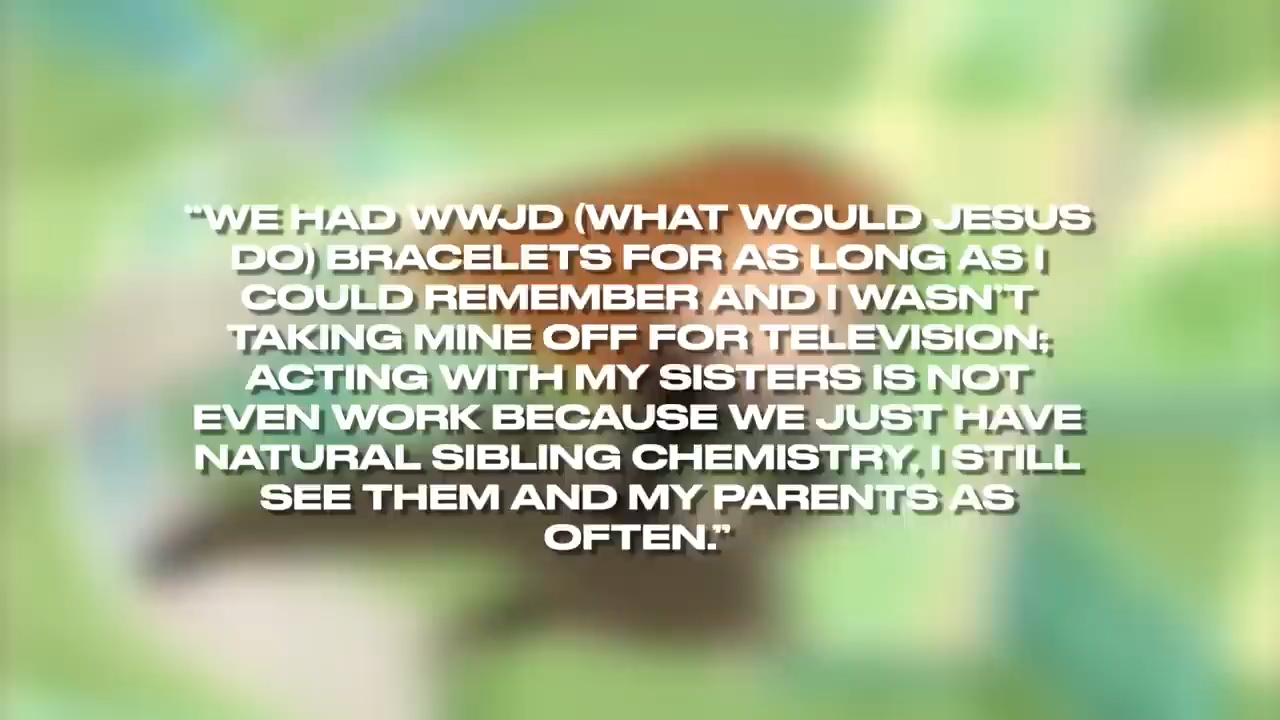 “WE HAD WWJD (WHAT WOULD JESUS
DO) BRACELETS FOR AS LONG AS I
COULD REMEMBER AND I WASN’T
TAKING MINE OFF FOR TELEVISION;
ACTING WITH MY SISTERS IS NOT
EVEN WORK BECAUSE WE JUST HAVE
NATURAL SIBLING CHEMISTRY, I STILL
SEE THEM AND MY PARENTS AS
OFTEN.”